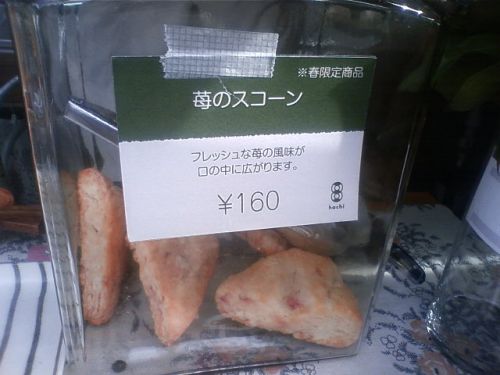 ※春限定商品
苺のスコーン
フレッシュな苺の風味が
口の中に広がります。
¥160
hachi